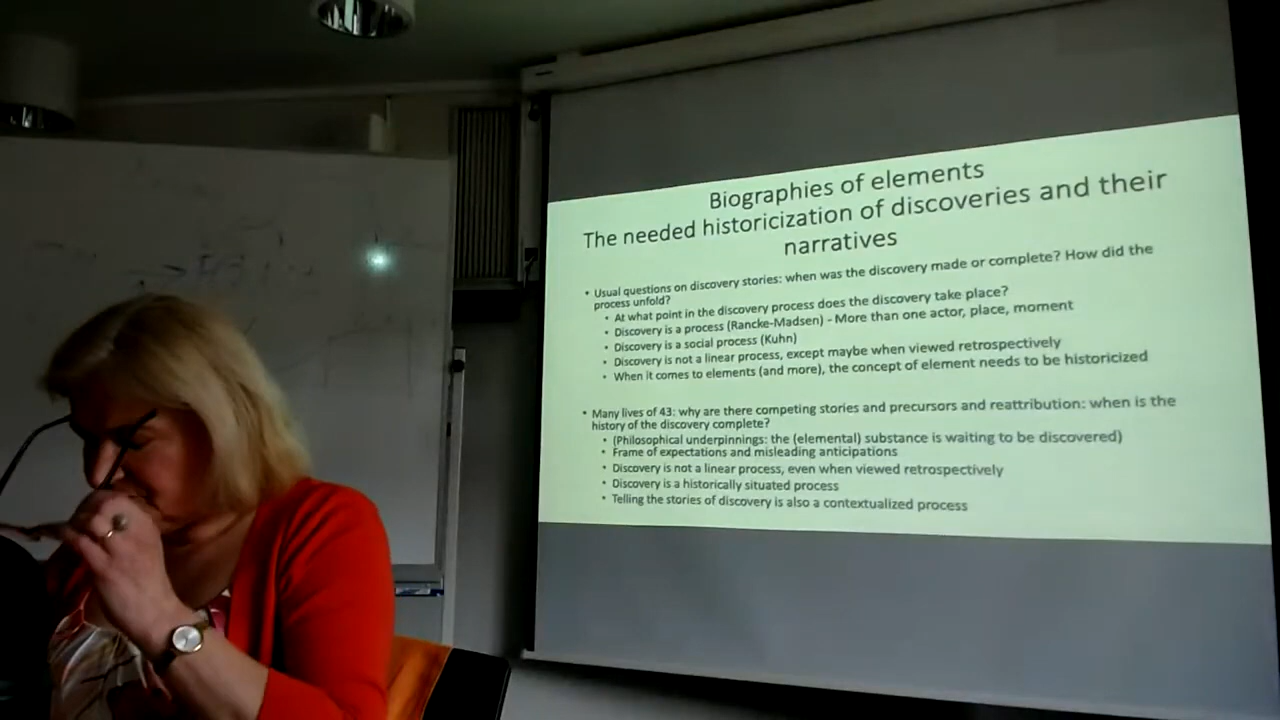 Biographies of elements
The needed historicization of discoveries and their
narratives
• Usual questions on discovery stories: when was the discovery made or complete? How did the
process unfold?
• At what point in the discovery process does the discovery take place?
• Discovery is a process (Rancke-Madsen) - More than one actor, place, moment
• Discovery is a social process (Kuhn)
• Discovery is not a linear process, except maybe when viewed retrospectively
• When it comes to elements (and more), the concept of element needs to be historicized
• Many lives of 43: why are there competing stories and precursors and reattribution: when is the
history of the discovery complete?
• (Philosophical underpinnings: the (elemental) substance is waiting to be discovered)
• Frame of expectations and misleading anticipations
• Discovery is not a linear process, even when viewed retrospectively
• Discovery is a historically situated process
• Telling the stories of discovery is also a contextualized process